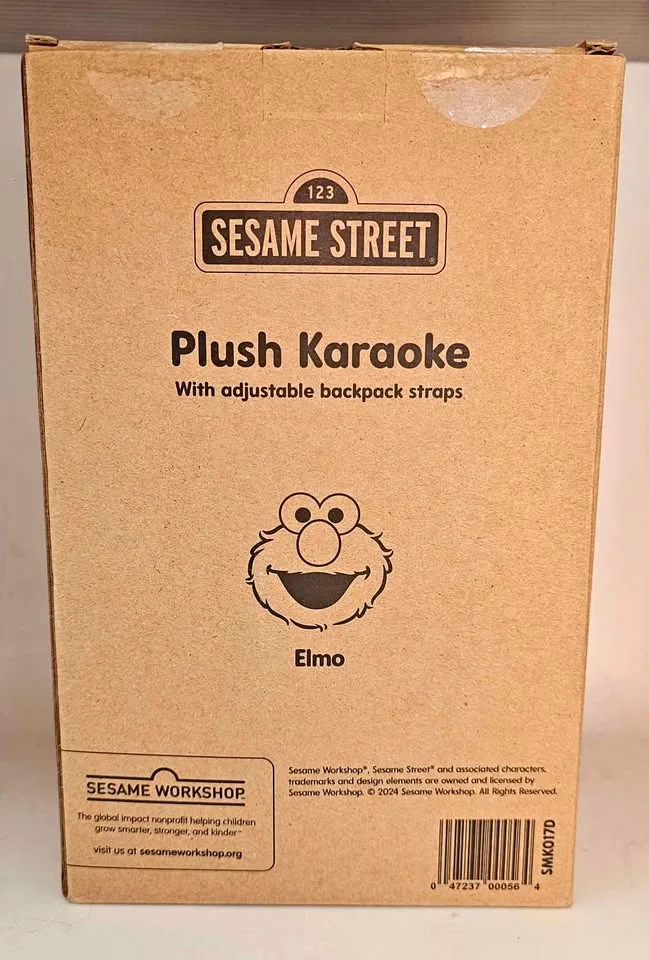 123
SESAME STREET®
Plush Karaoke
With adjustable backpack straps
Elmo
SESAME WORKSHOP
The global impact nonprofit helping children
grow smarter, stronger, and kinder™
visit us at sesameworkshop.org
Sesame Workshop®, Sesame Street® and associated characters,
trademarks and design elements are owned and licensed by
Sesame Workshop. © 2024 Sesame Workshop. All Rights Reserved.
SMK017D
0 47237 00056 4